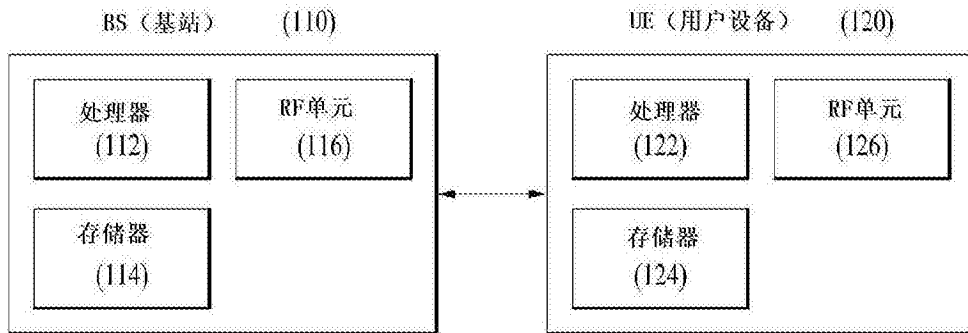 BS（基站） (110)
UE（用户设备） (120)
处理器
(112)
RF单元
(116)
存储器
(114)
处理器
(122)
RF单元
(126)
存储器
(124)